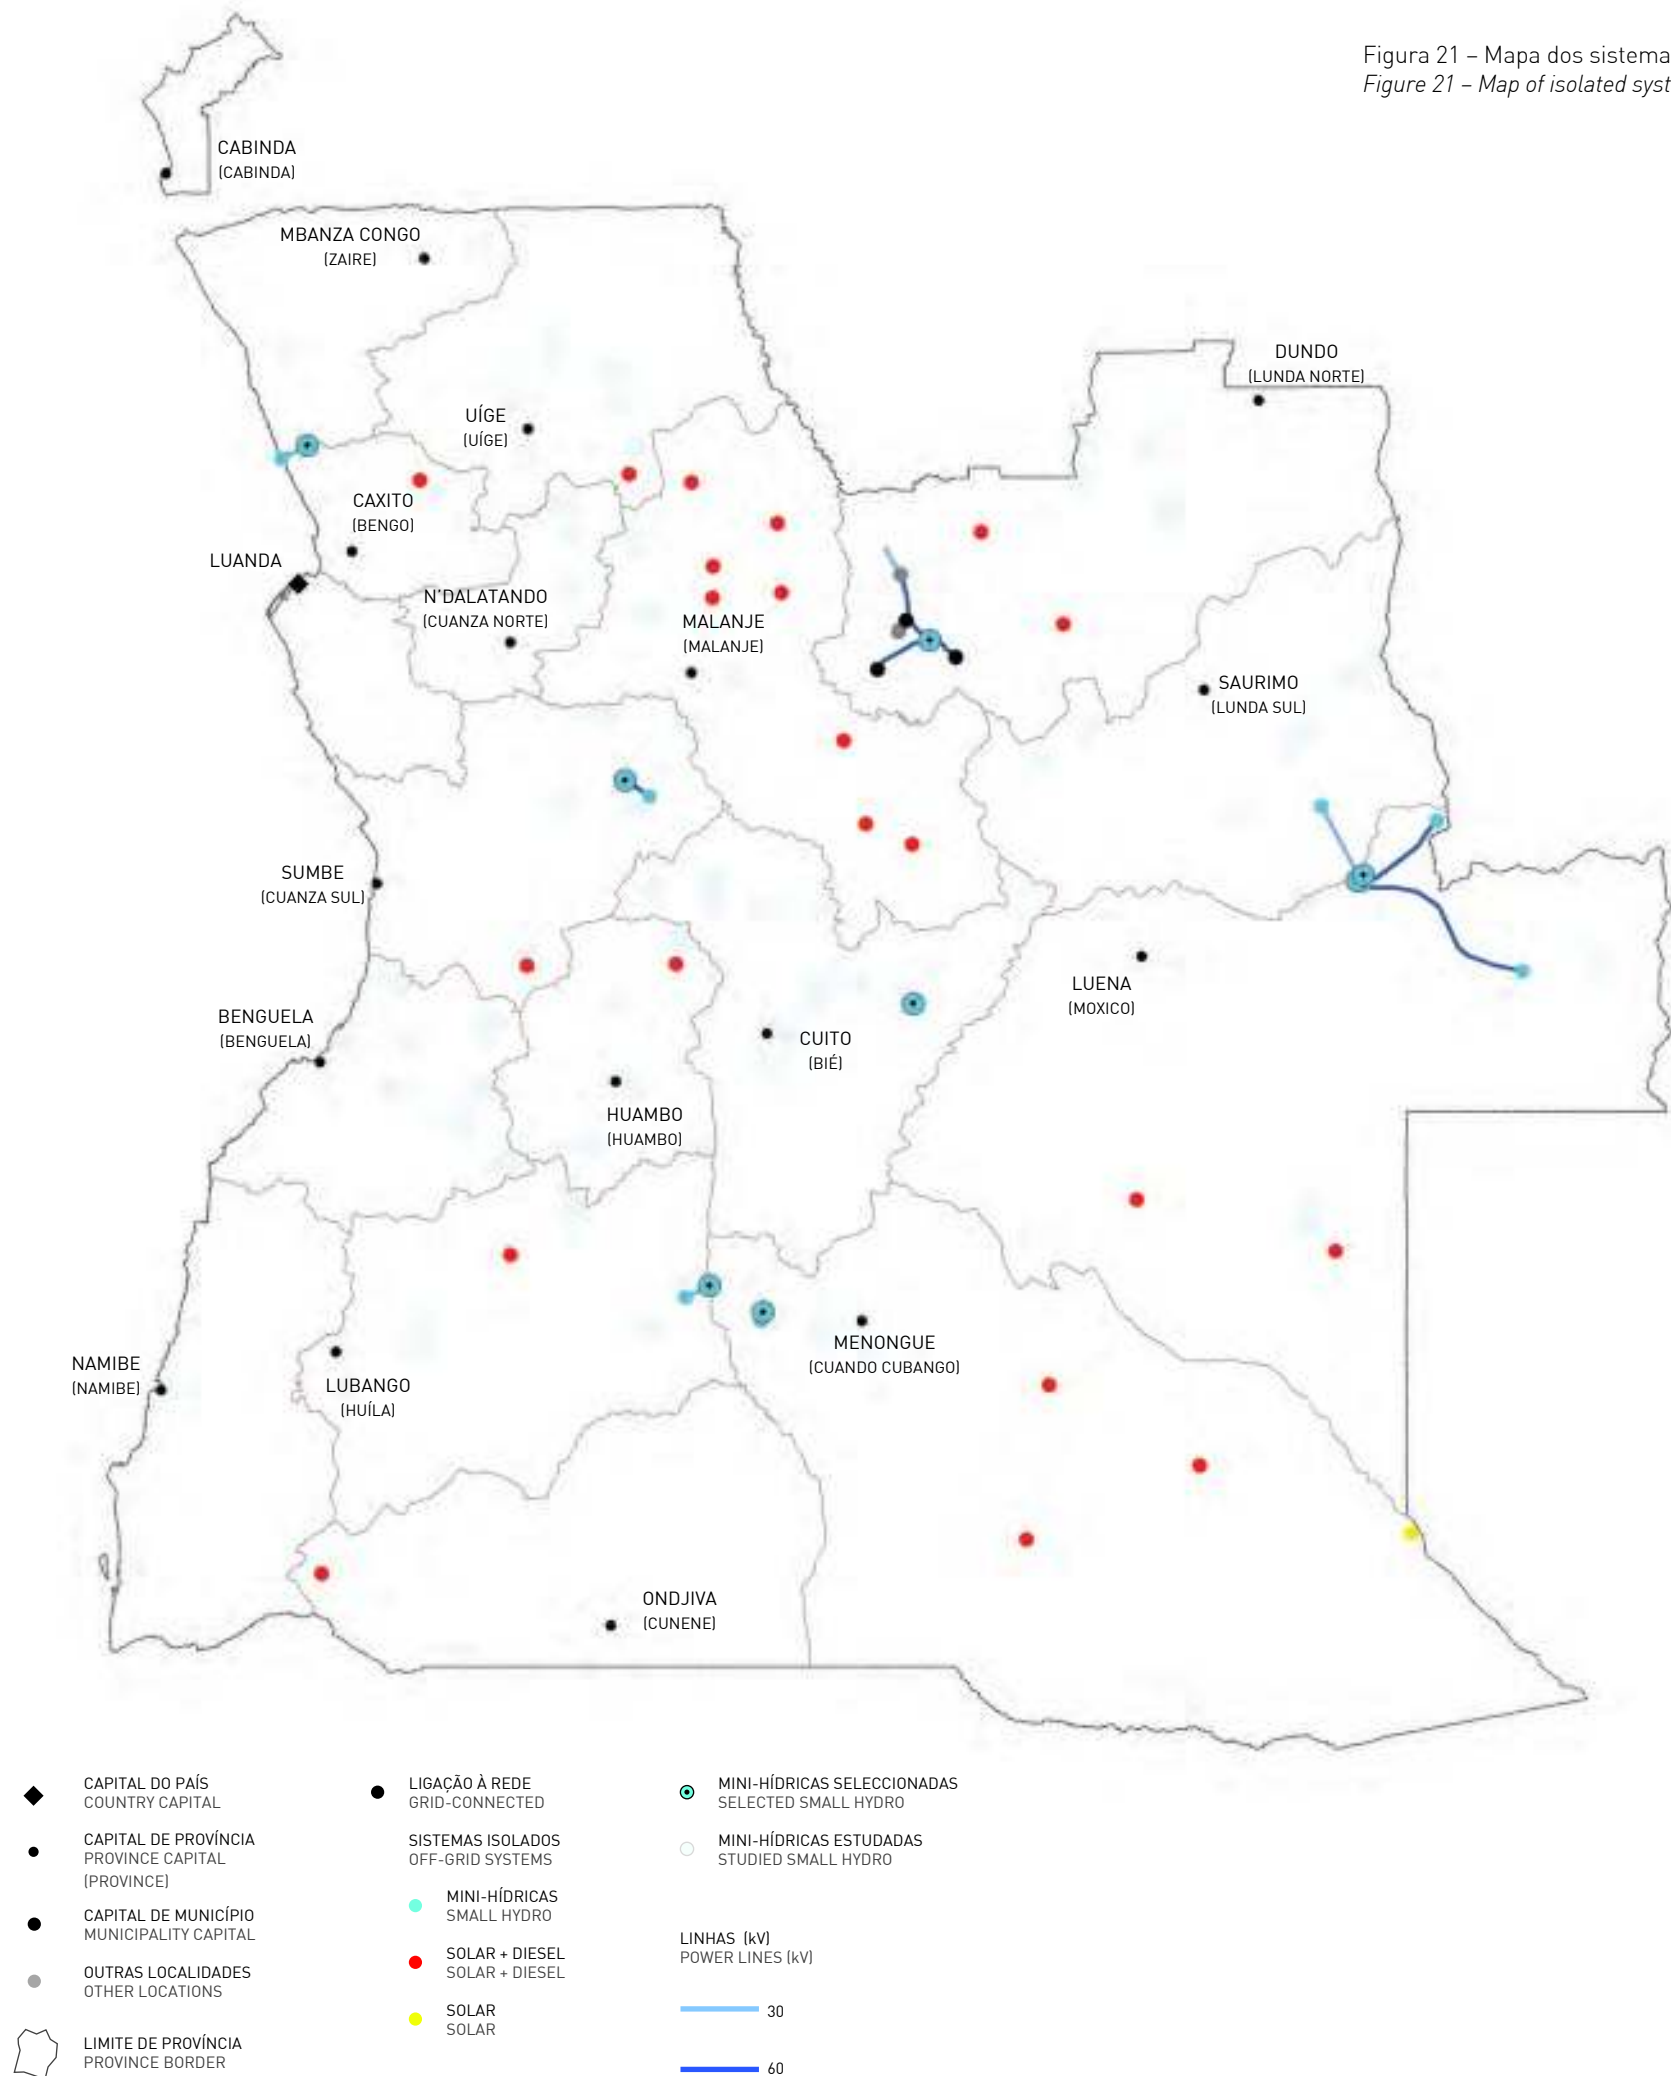 Figura 21 – Mapa dos sistema
Figure 21 – Map of isolated syst
CABINDA
(CABINDA)
MBANZA CONGO
(ZAIRE)
DUNDO
(LUNDA NORTE)
UÍGE
(UÍGE)
CAXITO
(BENGO)
LUANDA
N'DALATANDO
(CUANZA NORTE)
MALANJE
(MALANJE)
SAURIMO
(LUNDA SUL)
SUMBE
(CUANZA SUL)
LUENA
(MOXICO)
BENGUELA
(BENGUELA)
CUITO
(BIÉ)
HUAMBO
(HUAMBO)
MENONGUE
(CUANDO CUBANGO)
NAMIBE
(NAMIBE)
LUBANGO
(HUÍLA)
ONDJIVA
(CUNENE)
CAPITAL DO PAÍS
COUNTRY CAPITAL
CAPITAL DE PROVÍNCIA
PROVINCE CAPITAL
(PROVINCE)
CAPITAL DE MUNICÍPIO
MUNICIPALITY CAPITAL
OUTRAS LOCALIDADES
OTHER LOCATIONS
LIMITE DE PROVÍNCIA
PROVINCE BORDER
LIGAÇÃO À REDE
GRID-CONNECTED
SISTEMAS ISOLADOS
OFF-GRID SYSTEMS
MINI-HÍDRICAS
SMALL HYDRO
SOLAR + DIESEL
SOLAR + DIESEL
SOLAR
SOLAR
MINI-HÍDRICAS SELECCIONADAS
SELECTED SMALL HYDRO
MINI-HÍDRICAS ESTUDADAS
STUDIED SMALL HYDRO
LINHAS (kV)
POWER LINES (kV)
30
60